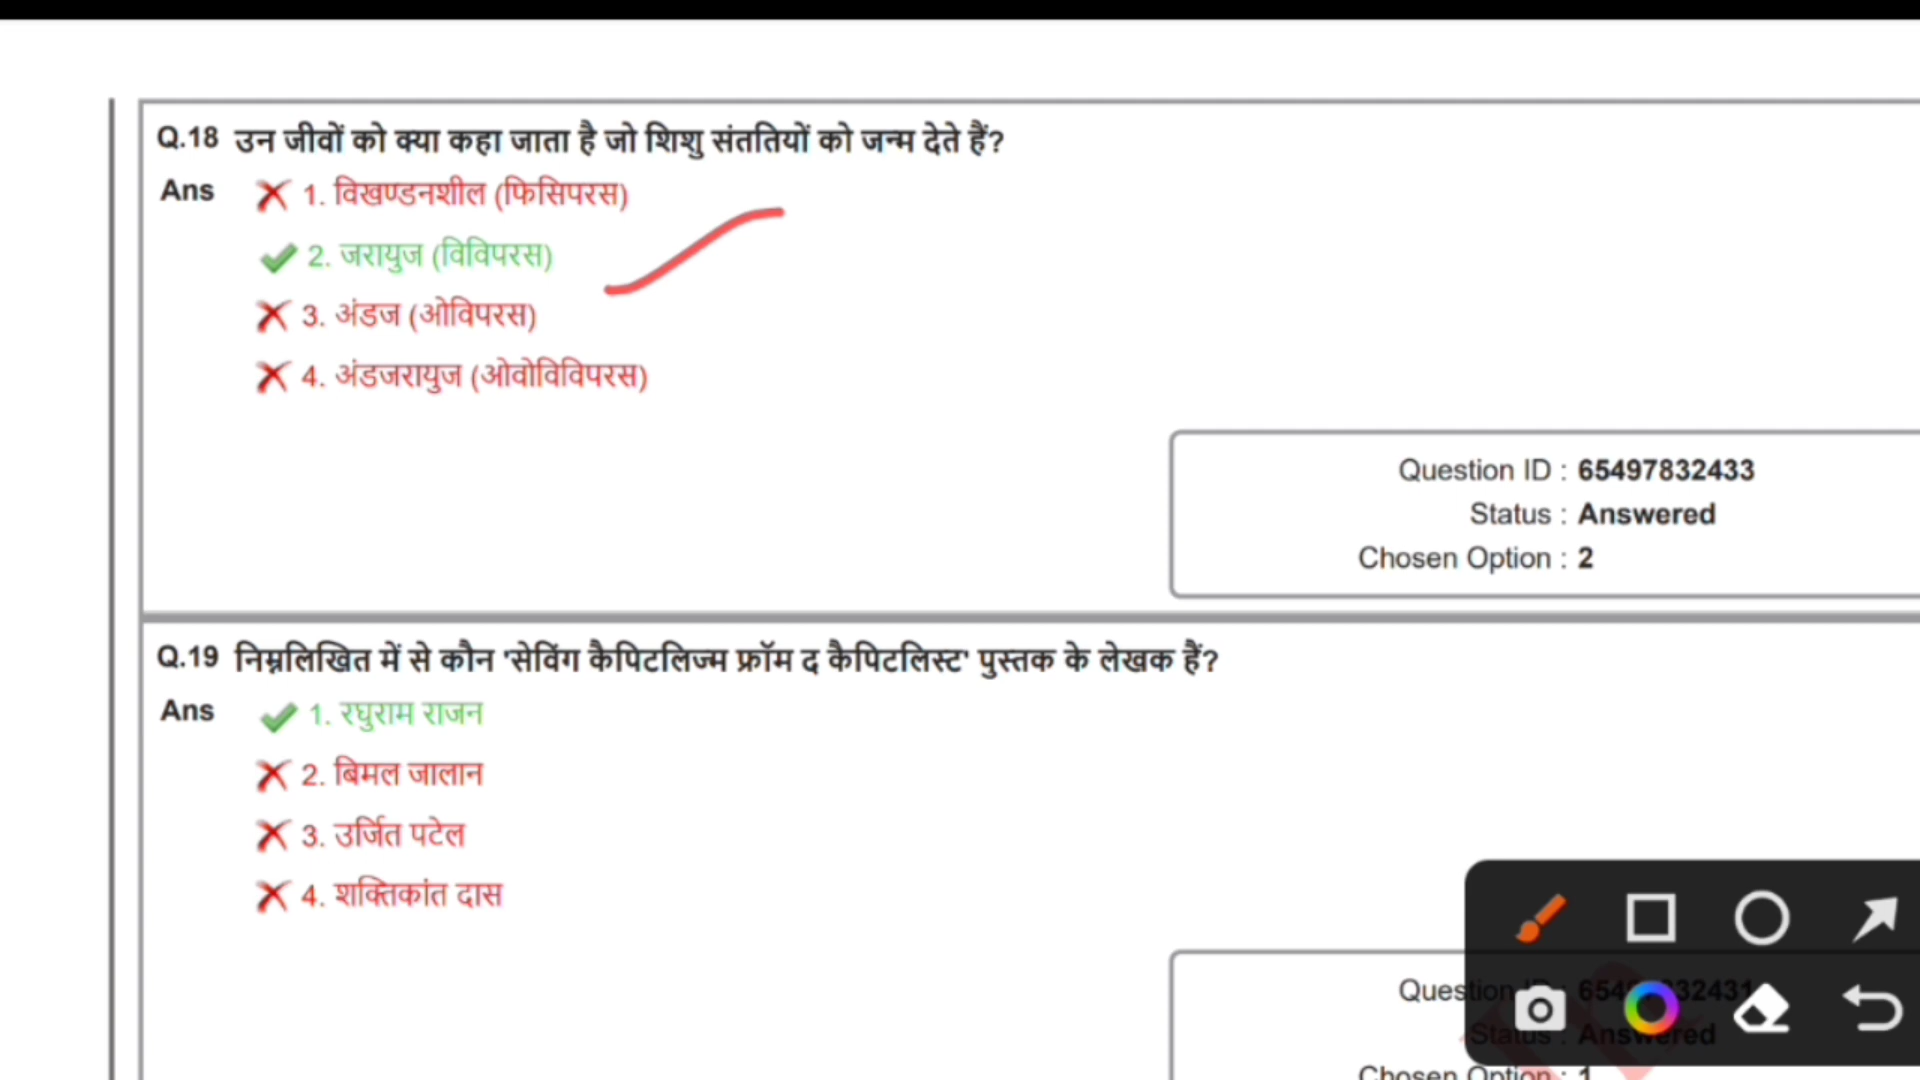 Q.18 उन जीवों को क्या कहा जाता है जो शिशु संततियों को जन्म देते हैं?
Ans 1. विखण्डनशील (फिसिपरस)
2. जरायुज (विविपरस)
3. अंडज (ओविपरस)
4. अंडजरायुज (ओवोविविपरस)
Question ID : 65497832433
Status : Answered
Chosen Option : 2
Q.19 निम्नलिखित में से कौन 'सेविंग कैपिटलिज्म फ्रॉम द कैपिटलिस्ट' पुस्तक के लेखक हैं?
Ans 1. रघुराम राजन
2. बिमल जालान
3. उर्जित पटेल
4. शक्तिकांत दास
Question
Status : Answered
Chosen Option : 1